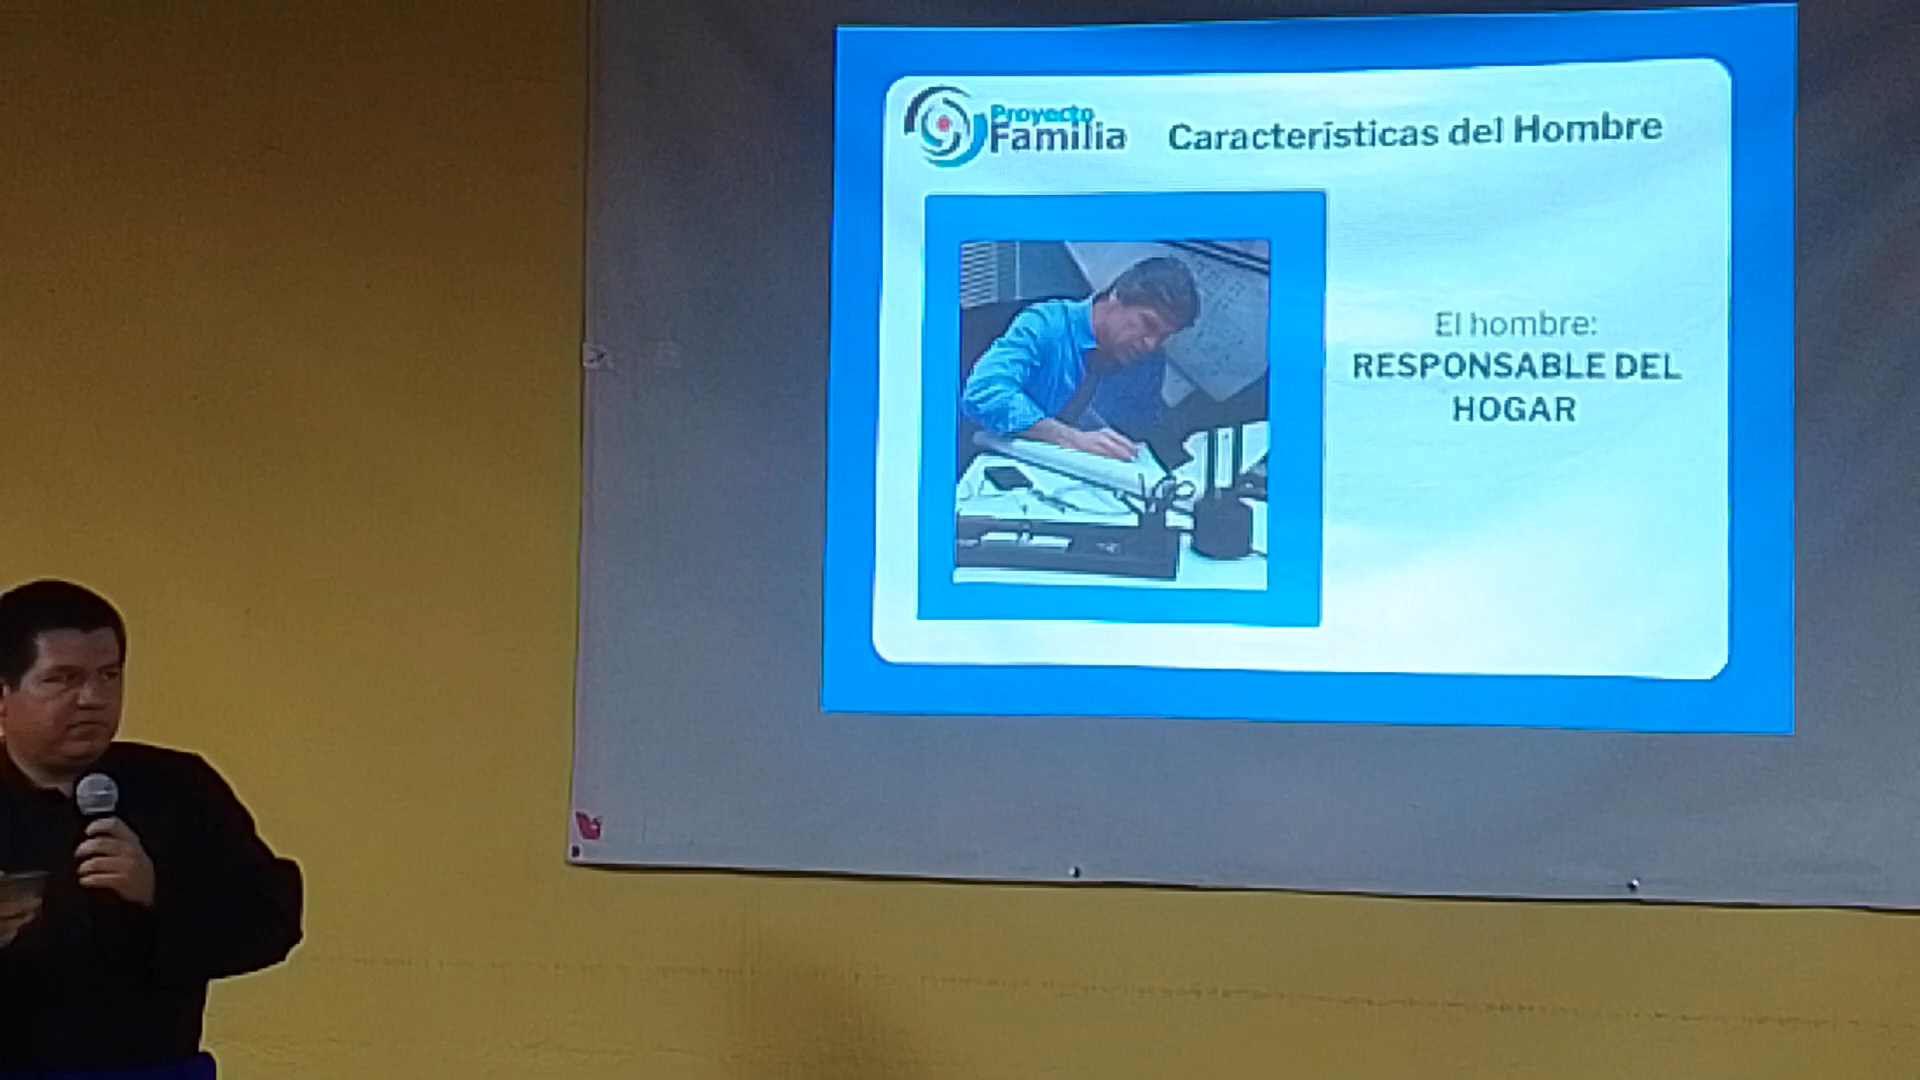 Proyecto
Familia
Características del Hombre
El hombre:
RESPONSABLE DEL
HOGAR